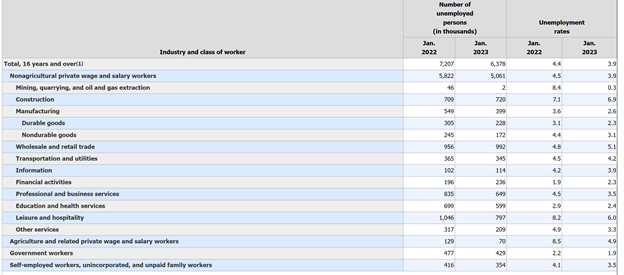 Number of
unemployed
persons
(in thousands)
Unemployment
rates
Industry and class of worker
Jan.
2022
Jan.
2023
Jan.
2022
Jan.
2023
Total, 16 years and over(1) 7,207 6,378 4.4 3.9
Nonagricultural private wage and salary workers 5,822 5,061 4.5 3.9
Mining, quarrying, and oil and gas extraction 46 2 8.4 0.3
Construction 709 720 7.1 6.9
Manufacturing 549 399 3.6 2.6
Durable goods 305 228 3.1 2.3
Nondurable goods 245 172 4.4 3.1
Wholesale and retail trade 956 992 4.8 5.1
Transportation and utilities 365 345 4.5 4.2
Information 102 114 4.2 3.9
Financial activities 196 236 1.9 2.3
Professional and business services 835 649 4.5 3.5
Education and health services 699 599 2.9 2.4
Leisure and hospitality 1,046 797 8.2 6.0
Other services 317 209 4.9 3.3
Agriculture and related private wage and salary workers 129 70 8.5 4.9
Government workers 477 429 2.2 1.9
Self-employed workers, unincorporated, and unpaid family workers 416 354 4.1 3.5